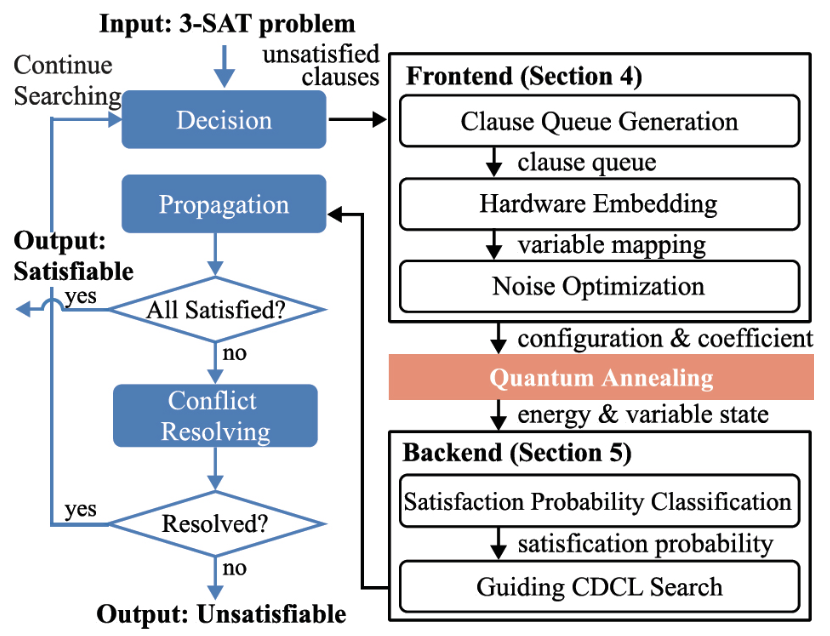 Input: 3-SAT problem
Continue
Searching
unsatisfied
clauses
Decision
Propagation
Output:
Satisfiable
yes
All Satisfied?
no
Conflict
Resolving
yes
Resolved?
no
Output: Unsatisfiable
Frontend (Section 4)
Clause Queue Generation
clause queue
Hardware Embedding
variable mapping
Noise Optimization
configuration & coefficient
Quantum Annealing
energy & variable state
Backend (Section 5)
Satisfaction Probability Classification
satisfication probability
Guiding CDCL Search